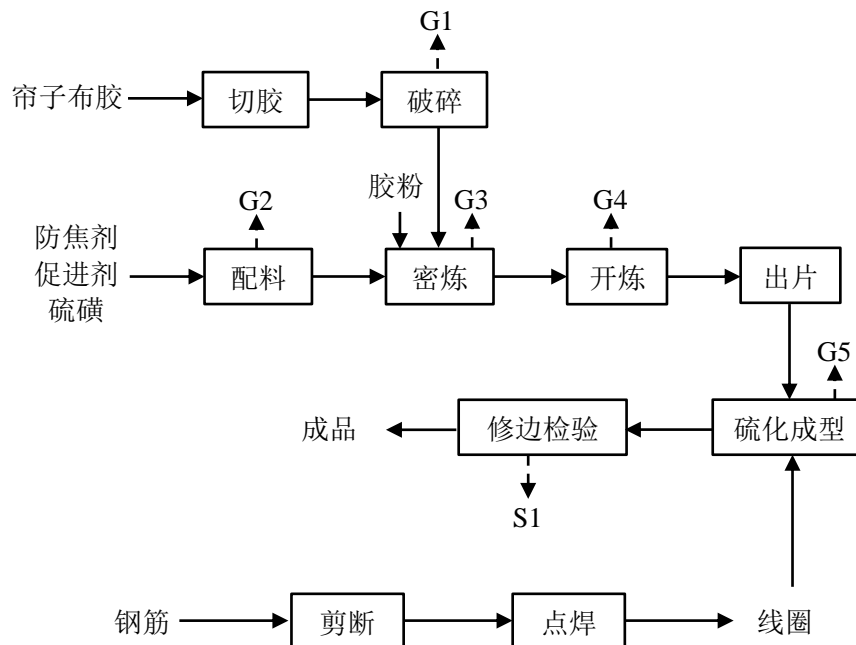 G1
帘子布胶
切胶
破碎
胶粉
G2
G3
G4
防焦剂
促进剂
硫磺
配料
密炼
开炼
出片
G5
成品
修边检验
硫化成型
S1
钢筋
剪断
点焊
线圈